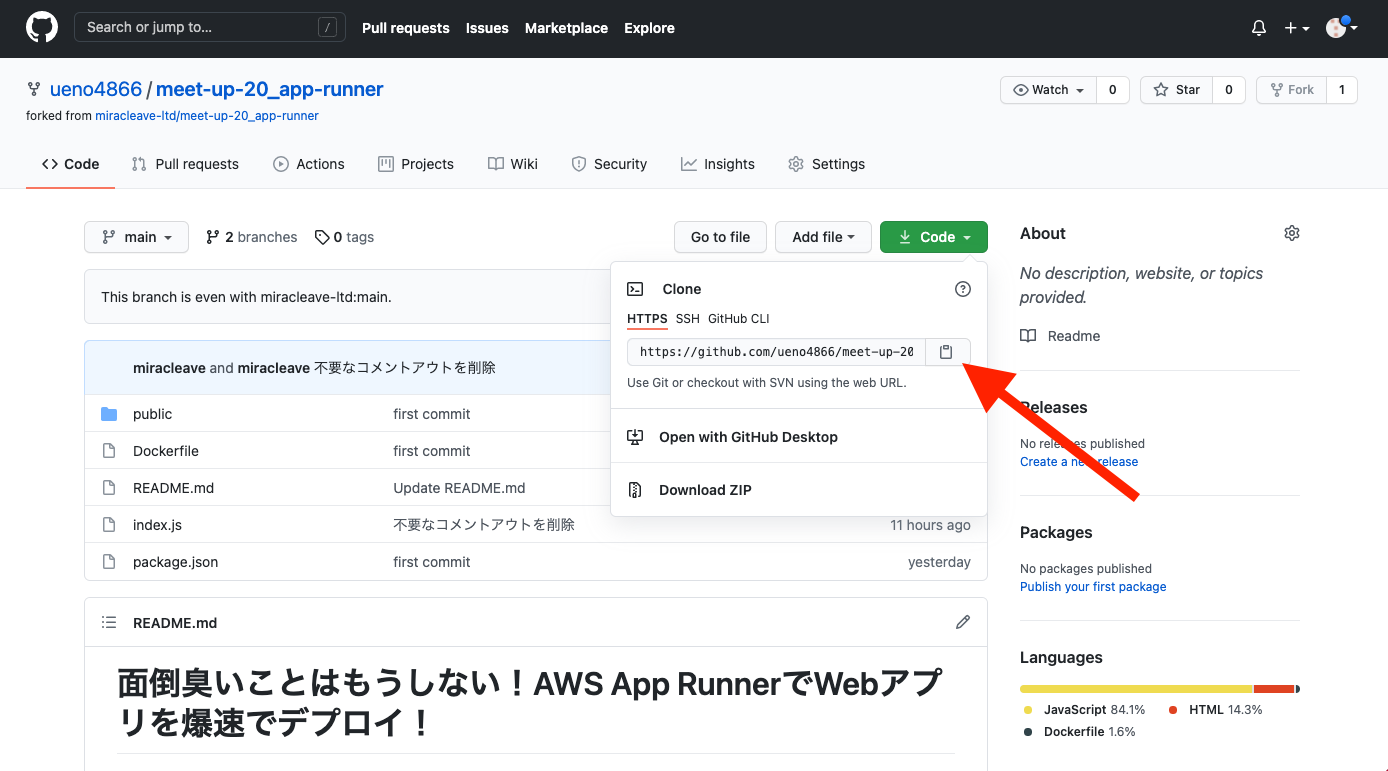 Search or jump to... / Pull requests Issues Marketplace Explore
ueno4866 / meet-up-20_app-runner Watch 0 Star 0 Fork 1
forked from miracleave-ltd/meet-up-20_app-runner
Code Pull requests Actions Projects Wiki Security Insights Settings
main 2 branches 0 tags Go to file Add file Code
This branch is even with miracleave-ltd:main.
Clone
HTTPS SSH GitHub CLI
https://github.com/ueno4866/meet-up-20
Use Git or checkout with SVN using the web URL.
Open with GitHub Desktop
Download ZIP
miracleave and miracleave 不要なコメントアウトを削除
public first commit
Dockerfile first commit
README.md Update README.md
index.js 不要なコメントアウトを削除 11 hours ago
package.json first commit yesterday
README.md
面倒臭いことはもうしない！AWS App RunnerでWebアプ
リを爆速でデプロイ！
About
No description, website, or topics
provided.
Readme
Releases
No releases published
Create a new release
Packages
No packages published
Publish your first package
Languages
JavaScript 84.1% HTML 14.3%
Dockerfile 1.6%